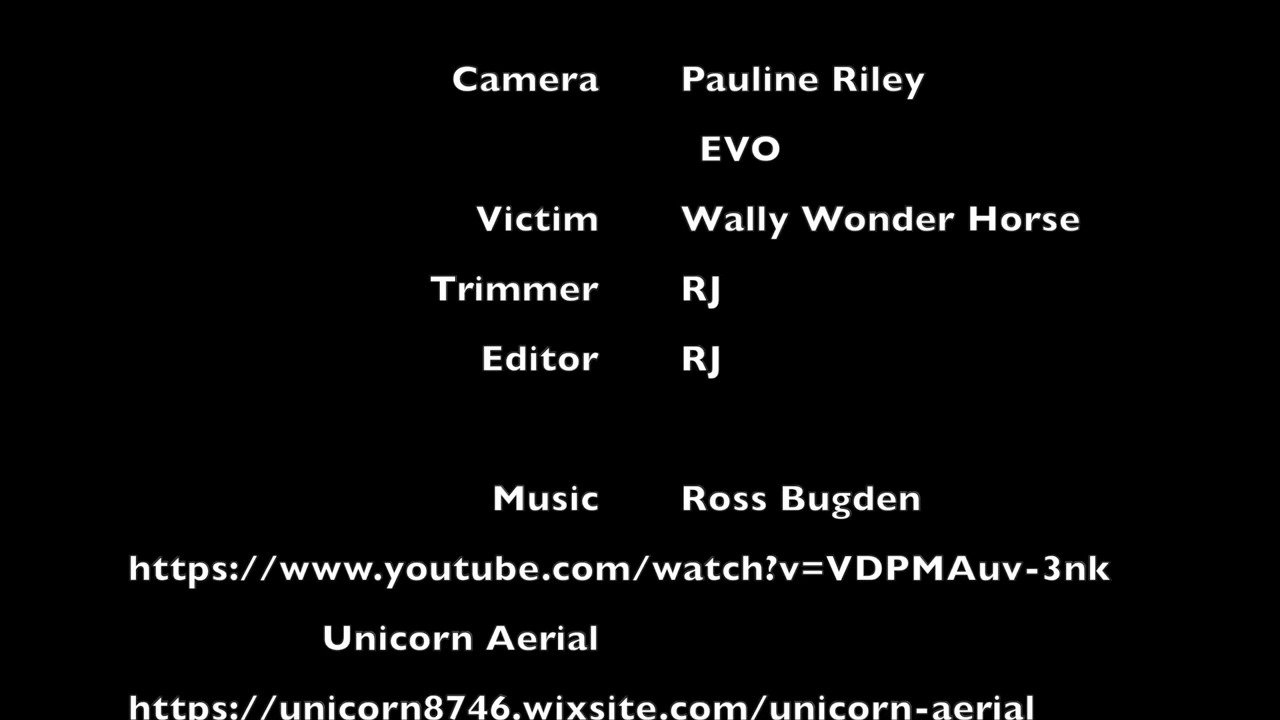 Camera Pauline Riley
EVO
Victim Wally Wonder Horse
Trimmer RJ
Editor RJ
Music Ross Bugden
https://www.youtube.com/watch?v=VDPMAuv-3nk
Unicorn Aerial
https://unicorn8746.wixsite.com/unicorn-aerial